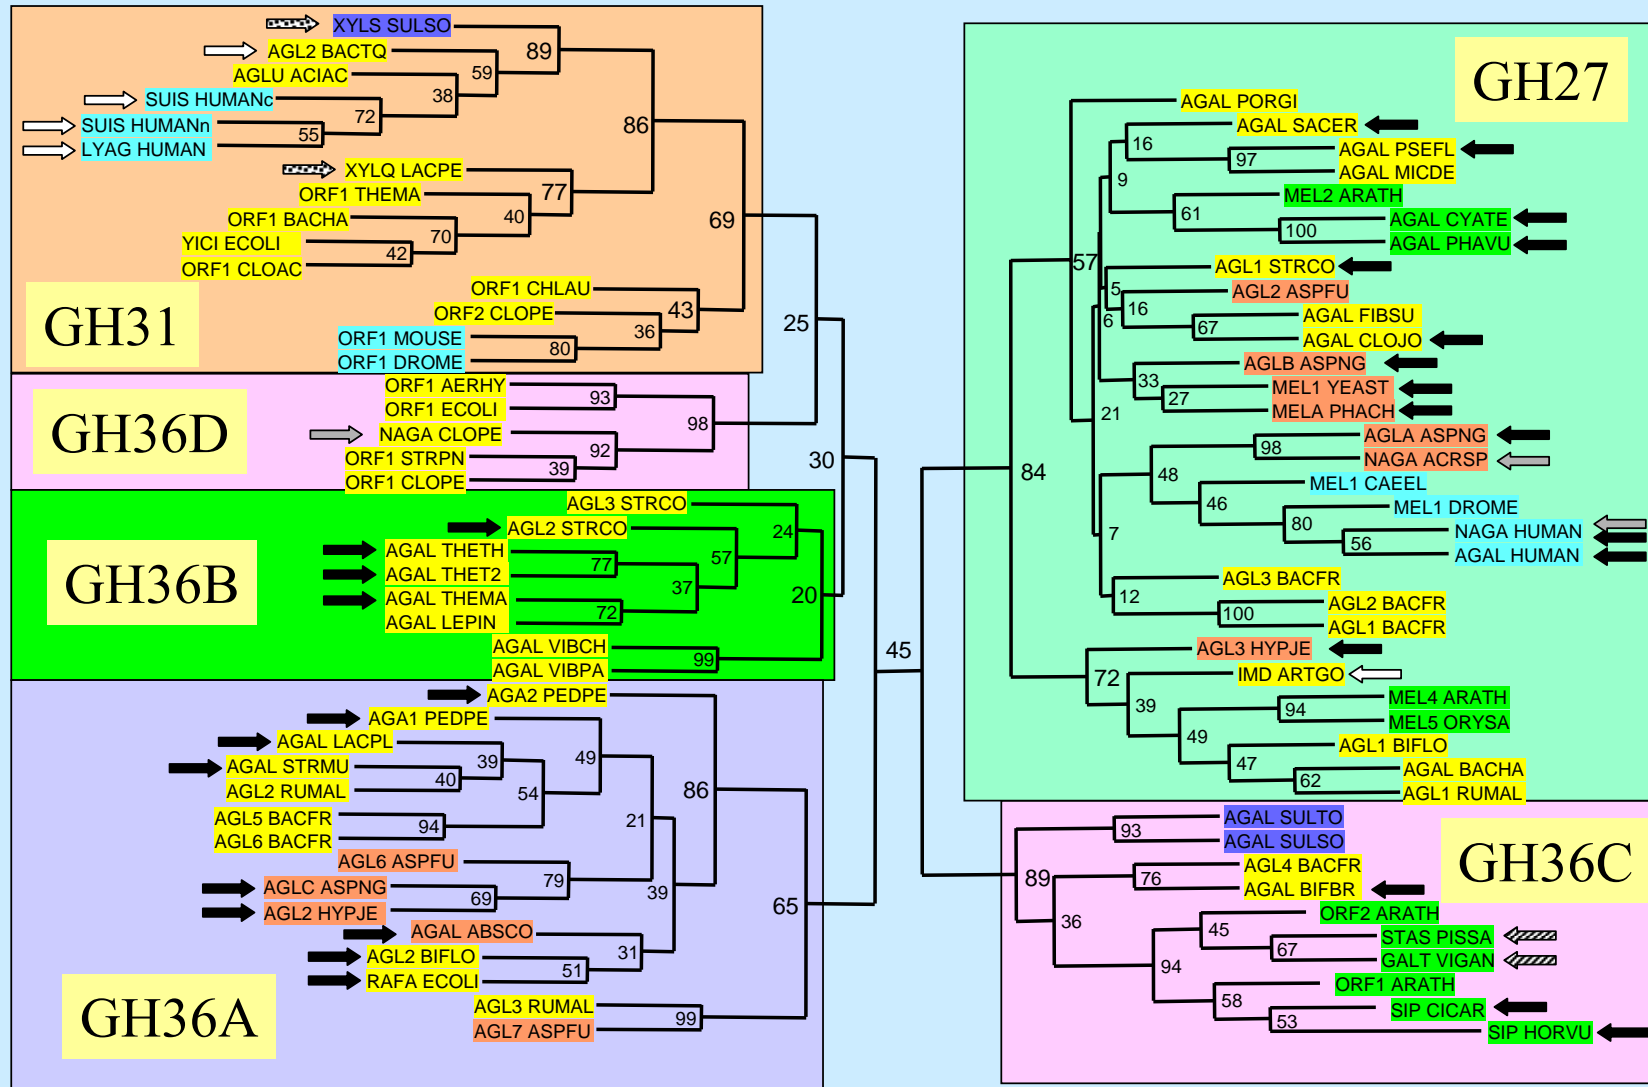 XYLS SULSO
AGL2 BACTQ
AGLU ACIAC
SUIS HUMANc
SUIS HUMANn
LYAG HUMAN
89
59
38
72
55
86
XYLQ LACPE
ORF1 THEMA
ORF1 BACHA
YICI ECOLI
ORF1 CLOAC
77
40
70
42
69
ORF1 CHLAU
ORF2 CLOPE
ORF1 MOUSE
ORF1 DROME
43
36
80
GH31
25
ORF1 AERHY
ORF1 ECOLI
NAGA CLOPE
ORF1 STRPN
ORF1 CLOPE
93
98
92
39
GH36D
30
AGL3 STRCO
AGL2 STRCO
AGAL THETH
AGAL THET2
AGAL THEMA
AGAL LEPIN
AGAL VIBCH
AGAL VIBPA
24
57
77
37
72
20
99
GH36B
45
AGA2 PEDPE
AGA1 PEDPE
AGAL LACPL
AGAL STRMU
AGL2 RUMAL
AGL5 BACFR
AGL6 BACFR
AGL6 ASPFU
AGLC ASPNG
AGL2 HYPJE
AGAL ABSCO
AGL2 BIFLO
RAFA ECOLI
AGL3 RUMAL
AGL7 ASPFU
39
40
49
54
94
86
21
79
69
39
31
51
65
99
GH36A
GH27
AGAL PORGI
AGAL SACER
AGAL PSEFL
AGAL MICDE
MEL2 ARATH
AGAL CYATE
AGAL PHAVU
AGL1 STRCO
AGL2 ASPFU
AGAL FIBSU
AGAL CLOJO
AGLB ASPNG
MEL1 YEAST
MELA PHACH
AGLA ASPNG
NAGA ACRSP
MEL1 CAEEL
MEL1 DROME
NAGA HUMAN
AGAL HUMAN
AGL3 BACFR
AGL2 BACFR
AGL1 BACFR
AGL3 HYPJE
IMD ARTGO
MEL4 ARATH
MEL5 ORYSA
AGL1 BIFLO
AGAL BACHA
AGL1 RUMAL
16
97
9
61
100
57
5
16
6
67
33
27
21
98
48
46
80
56
7
12
100
84
72
39
94
49
47
62
AGAL SULTO
AGAL SULSO
AGL4 BACFR
AGAL BIFBR
ORF2 ARATH
STAS PISSA
GALT VIGAN
ORF1 ARATH
SIP CICAR
SIP HORVU
93
89
76
36
45
67
94
58
53
GH36C